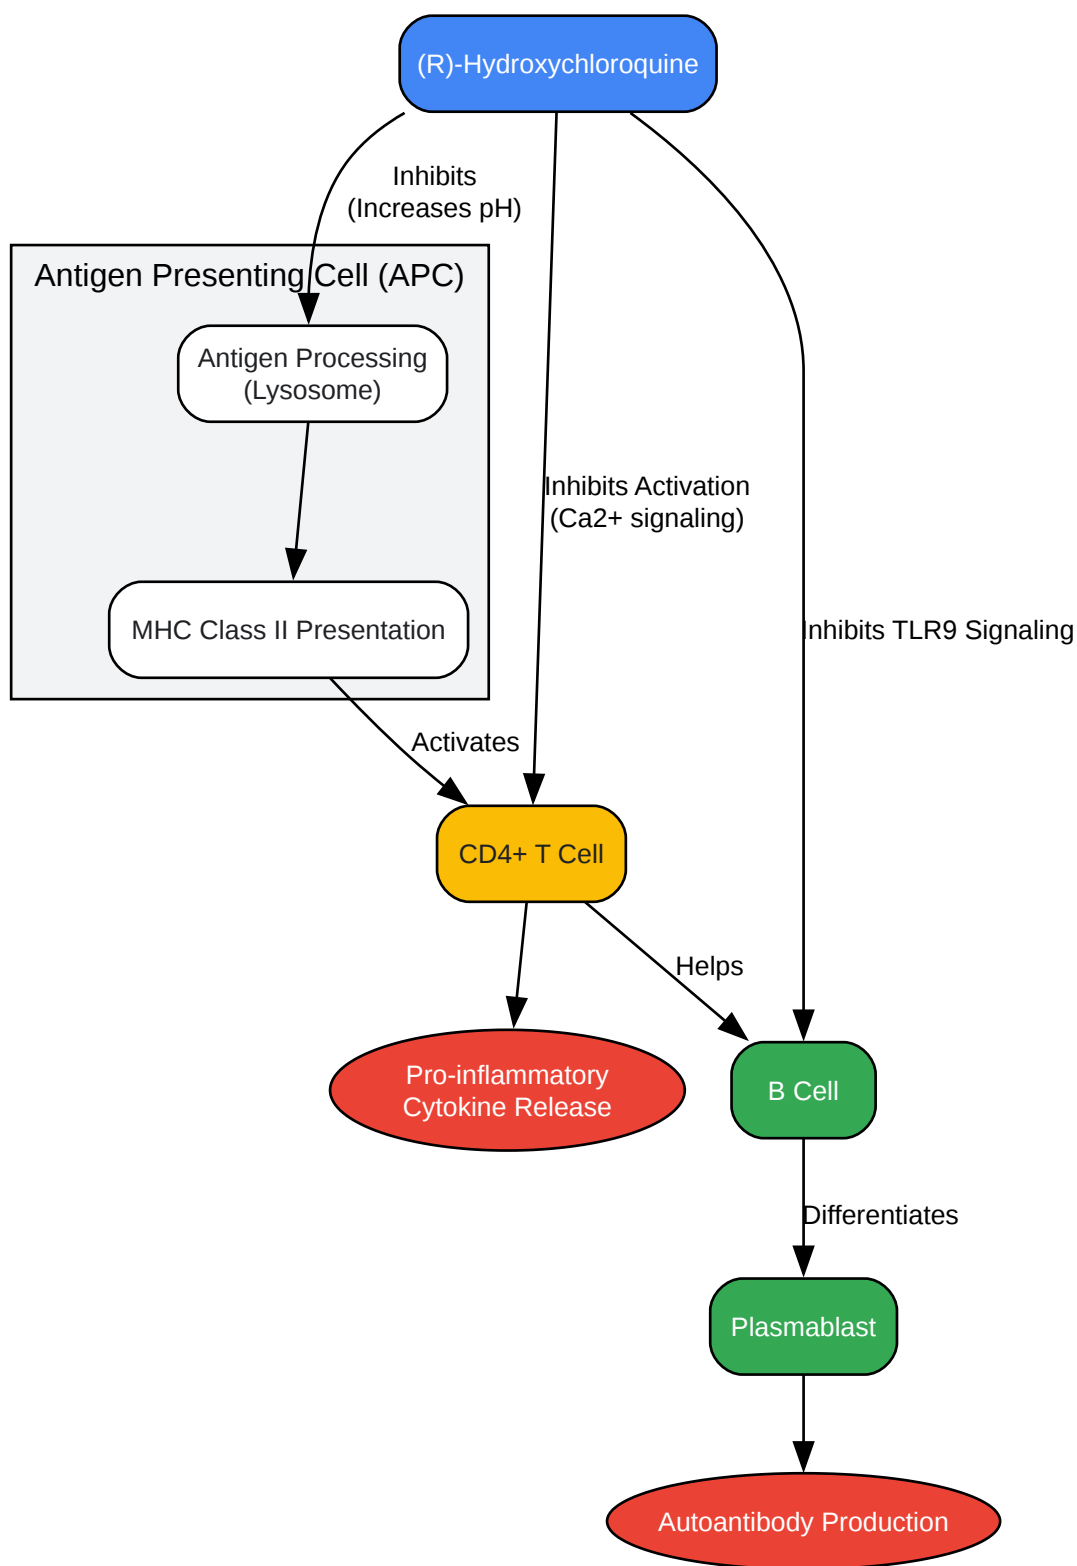 (R)-Hydroxychloroquine
Inhibits
(Increases pH)
Antigen Presenting Cell (APC)
Antigen Processing
(Lysosome)
Inhibits Activation
(Ca2+ signaling)
MHC Class II Presentation
Inhibits TLR9 Signaling
Activates
CD4+ T Cell
Helps
Pro-inflammatory
Cytokine Release
B Cell
Differentiates
Plasmablast
Autoantibody Production